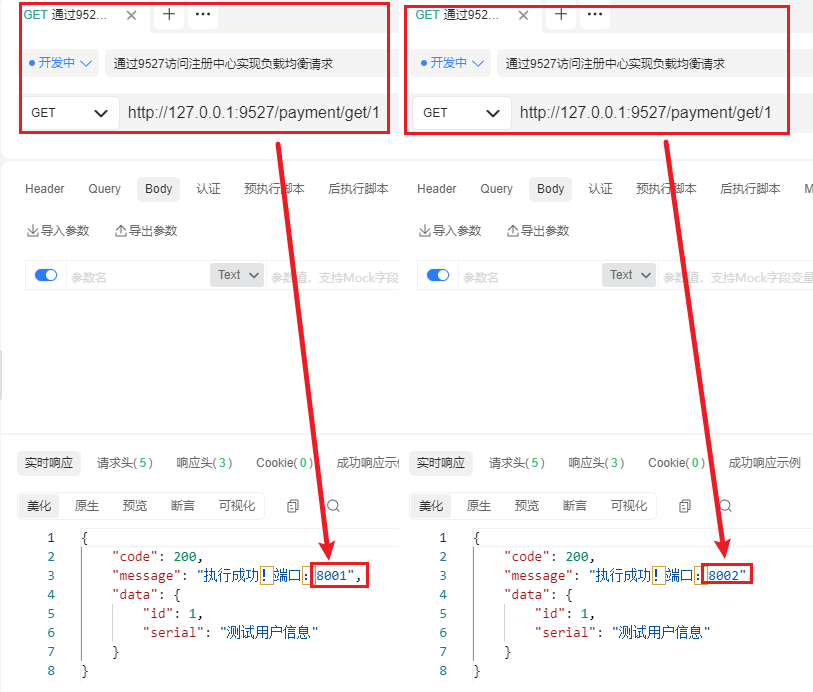 GET 通过952...
开发中 通过9527访问注册中心实现负载均衡请求
GET http://127.0.0.1:9527/payment/get/1
Header Query Body 认证 预执行脚本 后执行脚本
导入参数 导出参数
参数名 Text 参数值，支持Mock字段
实时响应 请求头(5) 响应头(3) Cookie(0) 成功响应示
美化 原生 预览 断言 可视化
1 {
2 "code": 200,
3 "message": "执行成功！端口：8001",
4 "data": {
5 "id": 1,
6 "serial": "测试用户信息"
7 }
8 }
GET 通过952...
开发中 通过9527访问注册中心实现负载均衡请求
GET http://127.0.0.1:9527/payment/get/1
Header Query Body 认证 预执行脚本 后执行脚本 M
导入参数 导出参数
参数名 Text 参数值，支持Mock字段变量
实时响应 请求头(5) 响应头(3) Cookie(0) 成功响应示例
美化 原生 预览 断言 可视化
1 {
2 "code": 200,
3 "message": "执行成功！端口：8002"
4 "data": {
5 "id": 1,
6 "serial": "测试用户信息"
7 }
8 }